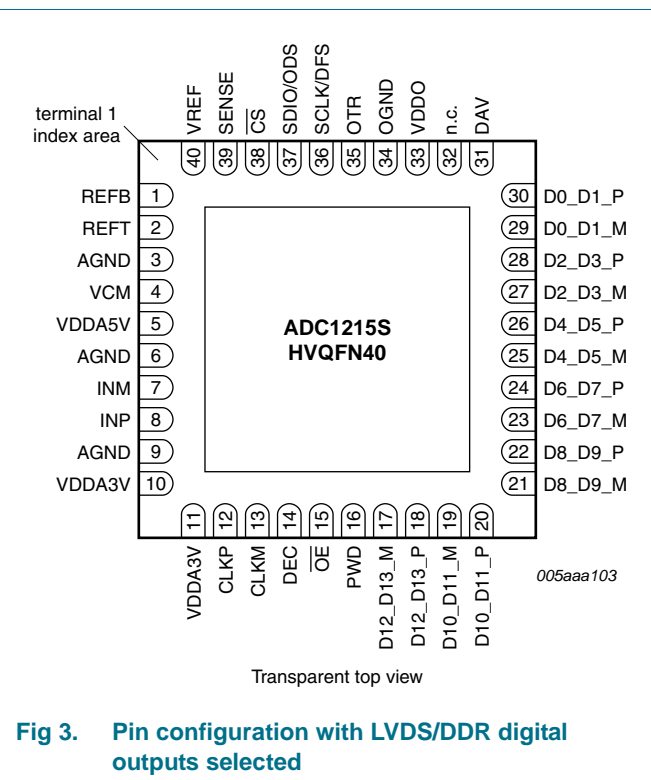 VREF
SENSE
CS
SDIO/ODS
SCLK/DFS
OTR
OGND
VDDO
n.c.
DAV
terminal 1
index area
40 39 38 37 36 35 34 33 32 31
REFB 1
REFT 2
AGND 3
VCM 4
VDDA5V 5
AGND 6
INM 7
INP 8
AGND 9
VDDA3V 10
ADC1215S
HVQFN40
30 D0_D1_P
29 D0_D1_M
28 D2_D3_P
27 D2_D3_M
26 D4_D5_P
25 D4_D5_M
24 D6_D7_P
23 D6_D7_M
22 D8_D9_P
21 D8_D9_M
11 12 13 14 15 16 17 18 19 20
VDDA3V
CLKP
CLKM
DEC
OE
PWD
D12_D13_M
D12_D13_P
D10_D11_M
D10_D11_P
005aaa103
Transparent top view
Fig 3. Pin configuration with LVDS/DDR digital
outputs selected